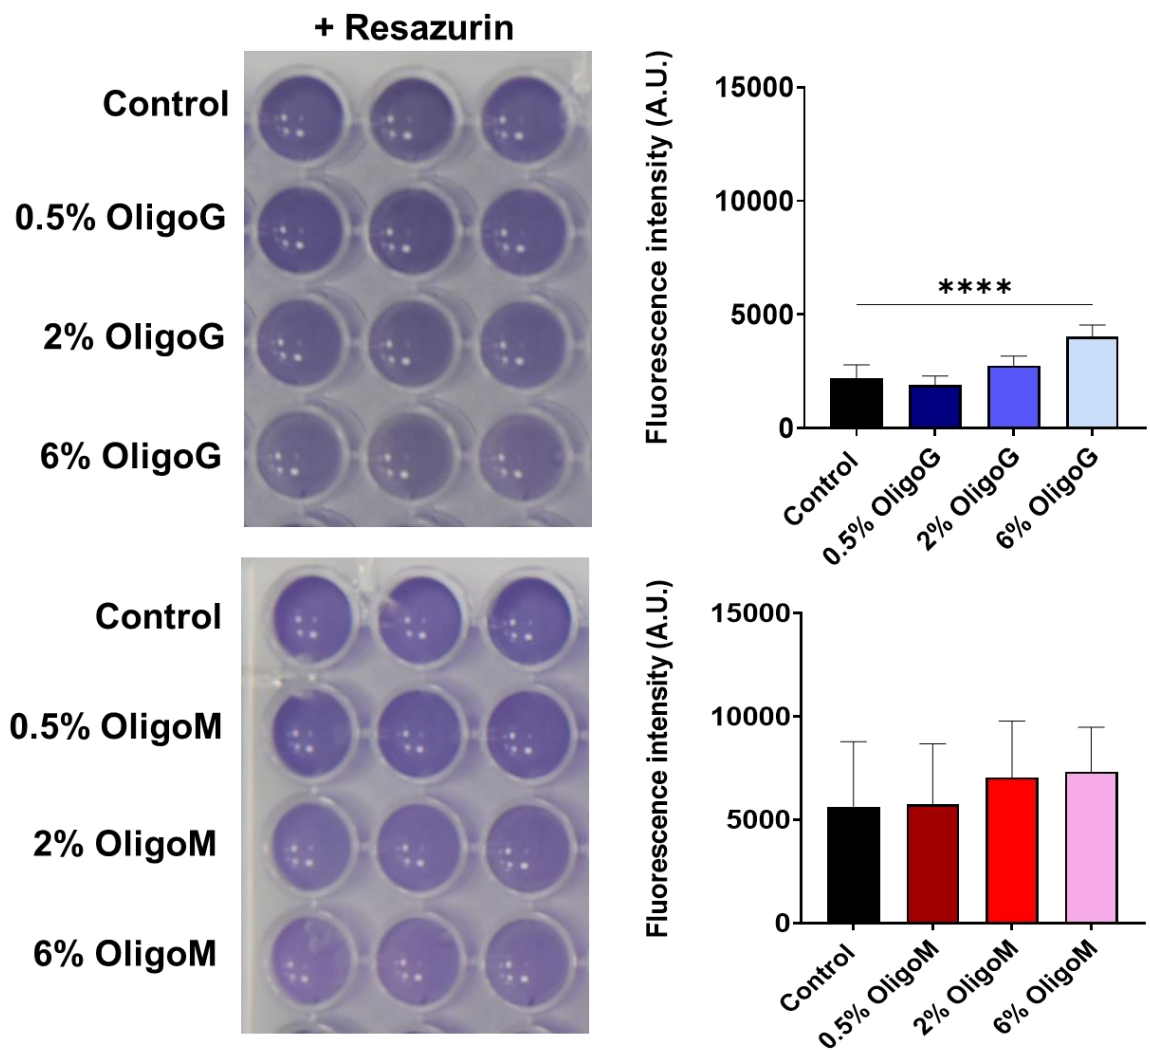 + Resazurin
Control
0.5% OligoG
2% OligoG
6% OligoG
Fluorescence intensity (A.U.)
15000
10000
5000
0
****
Control
0.5% OligoG
2% OligoG
6% OligoG
Control
0.5% OligoM
2% OligoM
6% OligoM
Fluorescence intensity (A.U.)
15000
10000
5000
0
Control
0.5% OligoM
2% OligoM
6% OligoM